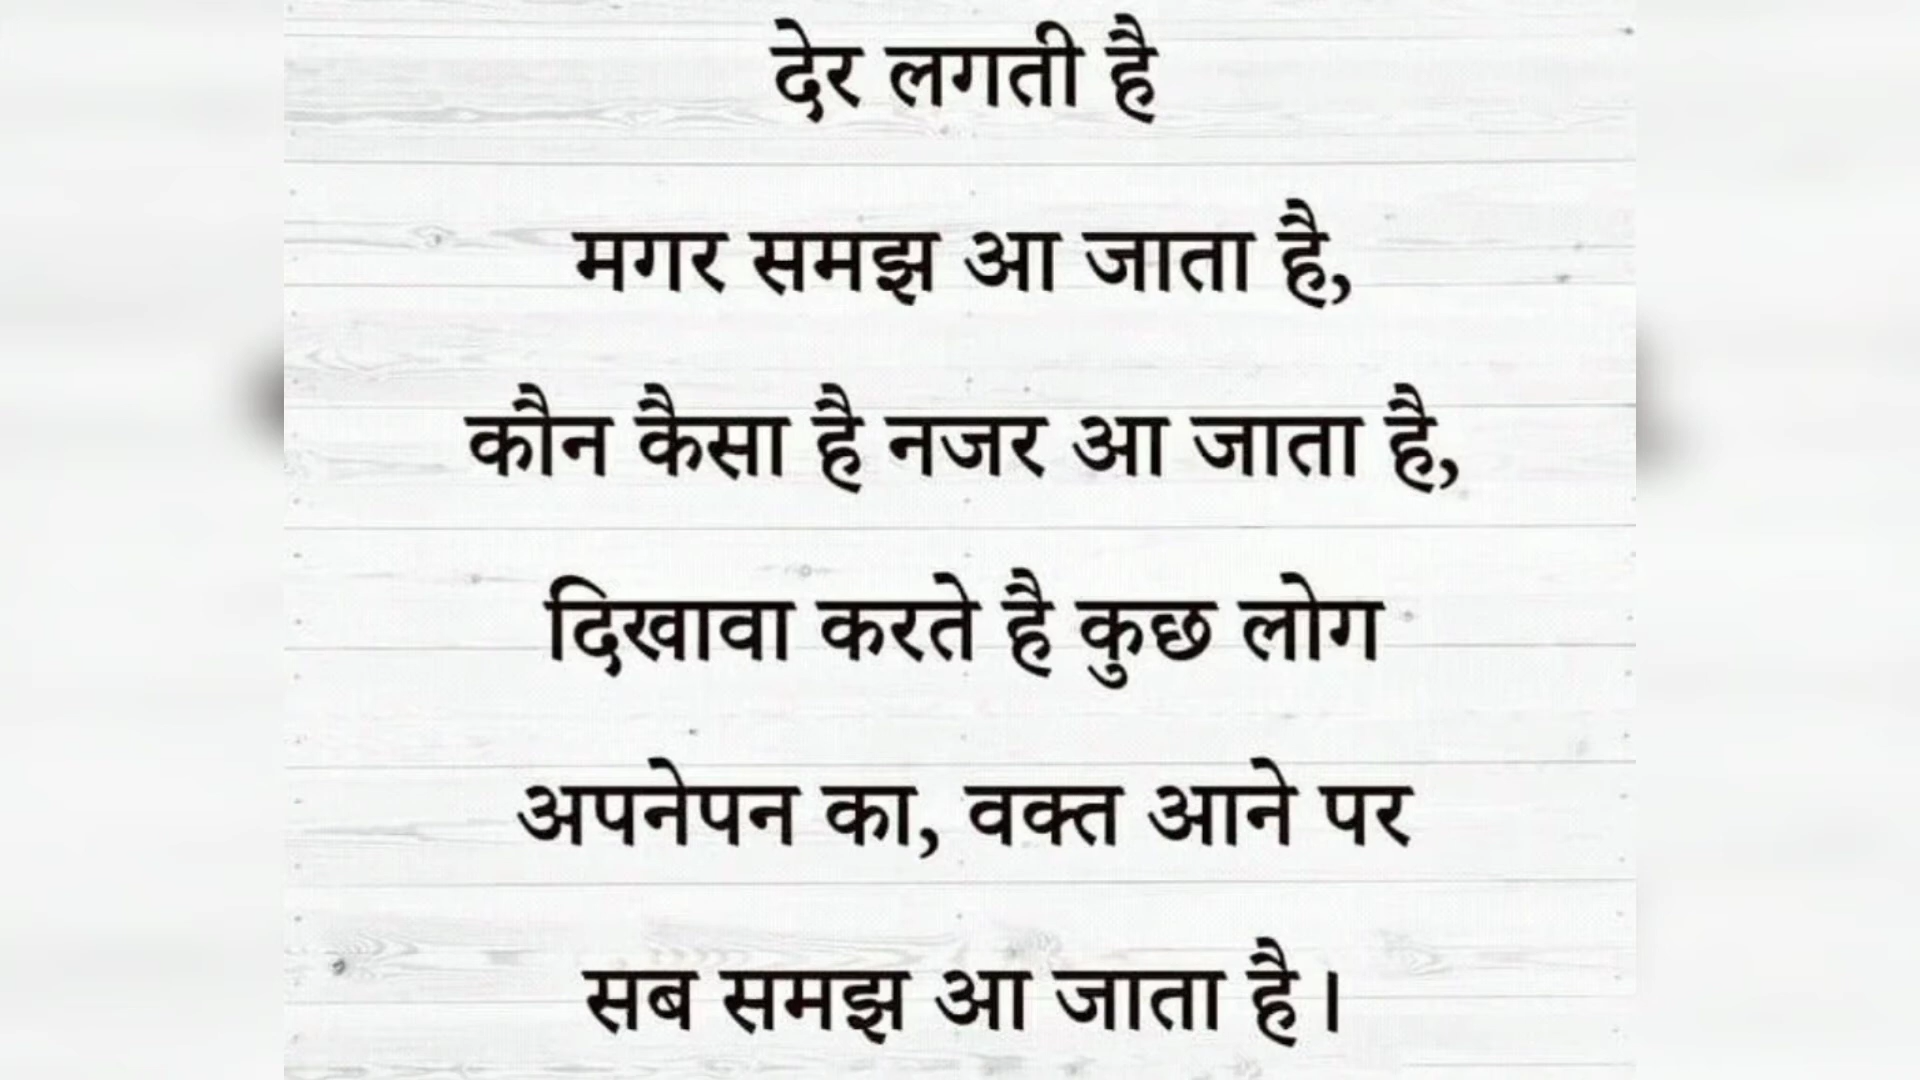 देर लगती है
मगर समझ आ जाता है,
कौन कैसा है नजर आ जाता है,
दिखावा करते है कुछ लोग
अपनेपन का, वक्त आने पर
सब समझ आ जाता है।